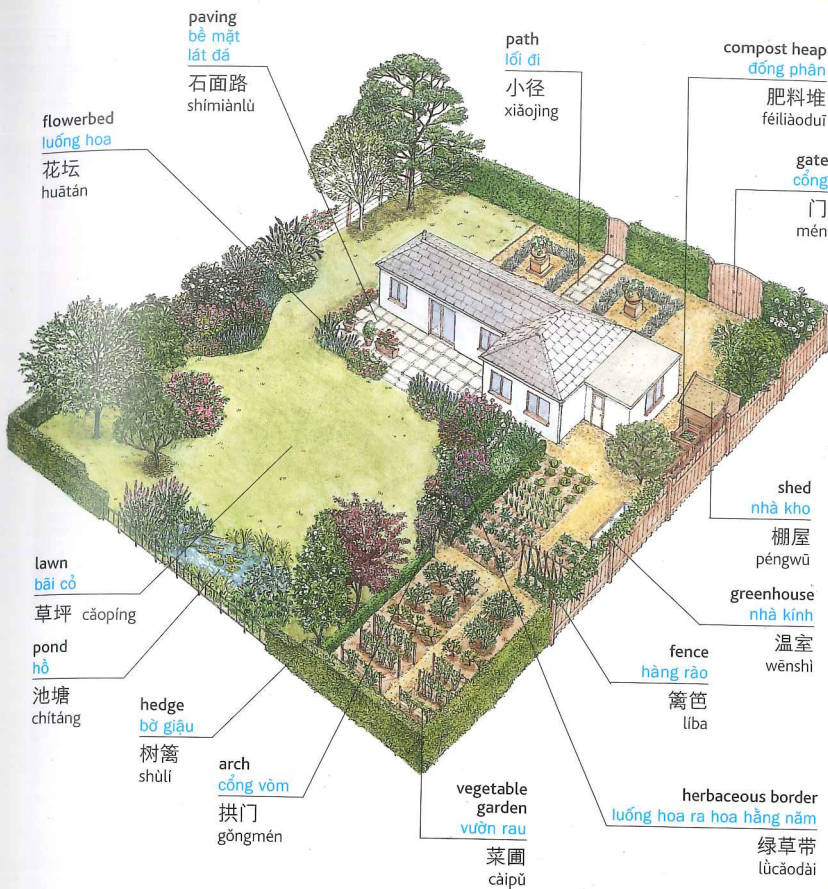 paving
bề mặt
lát đá
石面路
shímiànlù
path
lối đi
小径
xiǎojìng
compost heap
đống phân
肥料堆
féiliàoduī
flowerbed
luống hoa
花坛
huātán
gate
cổng
门
mén
shed
nhà kho
棚屋
péngwū
lawn
bãi cỏ
草坪 cǎopíng
greenhouse
nhà kính
温室
wēnshì
pond
hồ
池塘
chítáng
fence
hàng rào
篱笆
líba
hedge
bờ giậu
树篱
shùlí
arch
cổng vòm
拱门
gǒngmén
vegetable
garden
vườn rau
菜圃
càipǔ
herbaceous border
luống hoa ra hoa hằng năm
绿草带
lǜcǎodài